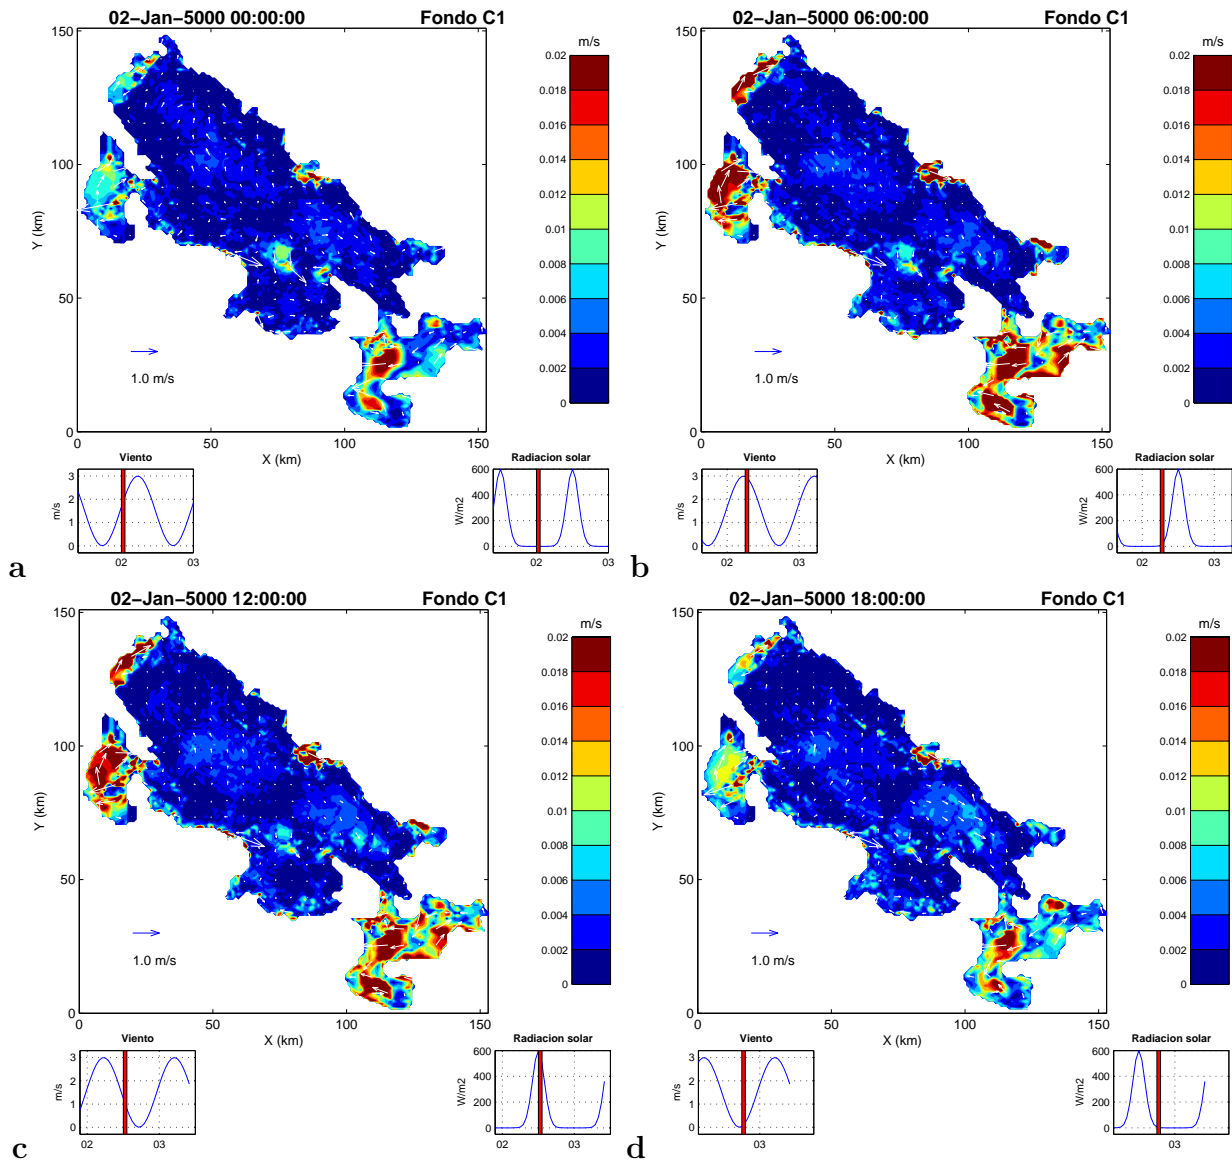 02-Jan-5000 00:00:00 Fondo C1
m/s
150
100
50
0
Y (km)
0 50 100 150
X (km)
1.0 m/s
0.02
0.018
0.016
0.014
0.012
0.01
0.008
0.006
0.004
0.002
0
Viento
m/s
3
2
1
0
02 03
Radiacion solar
W/m2
600
400
200
0
02 03
a
02-Jan-5000 06:00:00 Fondo C1
m/s
150
100
50
0
Y (km)
0 50 100 150
X (km)
1.0 m/s
0.02
0.018
0.016
0.014
0.012
0.01
0.008
0.006
0.004
0.002
0
Viento
m/s
3
2
1
0
02 03
Radiacion solar
W/m2
600
400
200
0
02 03
b
02-Jan-5000 12:00:00 Fondo C1
m/s
150
100
50
0
Y (km)
0 50 100 150
X (km)
1.0 m/s
0.02
0.018
0.016
0.014
0.012
0.01
0.008
0.006
0.004
0.002
0
Viento
m/s
3
2
1
0
02 03
Radiacion solar
W/m2
600
400
200
0
02 03
c
02-Jan-5000 18:00:00 Fondo C1
m/s
150
100
50
0
Y (km)
0 50 100 150
X (km)
1.0 m/s
0.02
0.018
0.016
0.014
0.012
0.01
0.008
0.006
0.004
0.002
0
Viento
m/s
3
2
1
0
03
Radiacion solar
W/m2
600
400
200
0
03
d